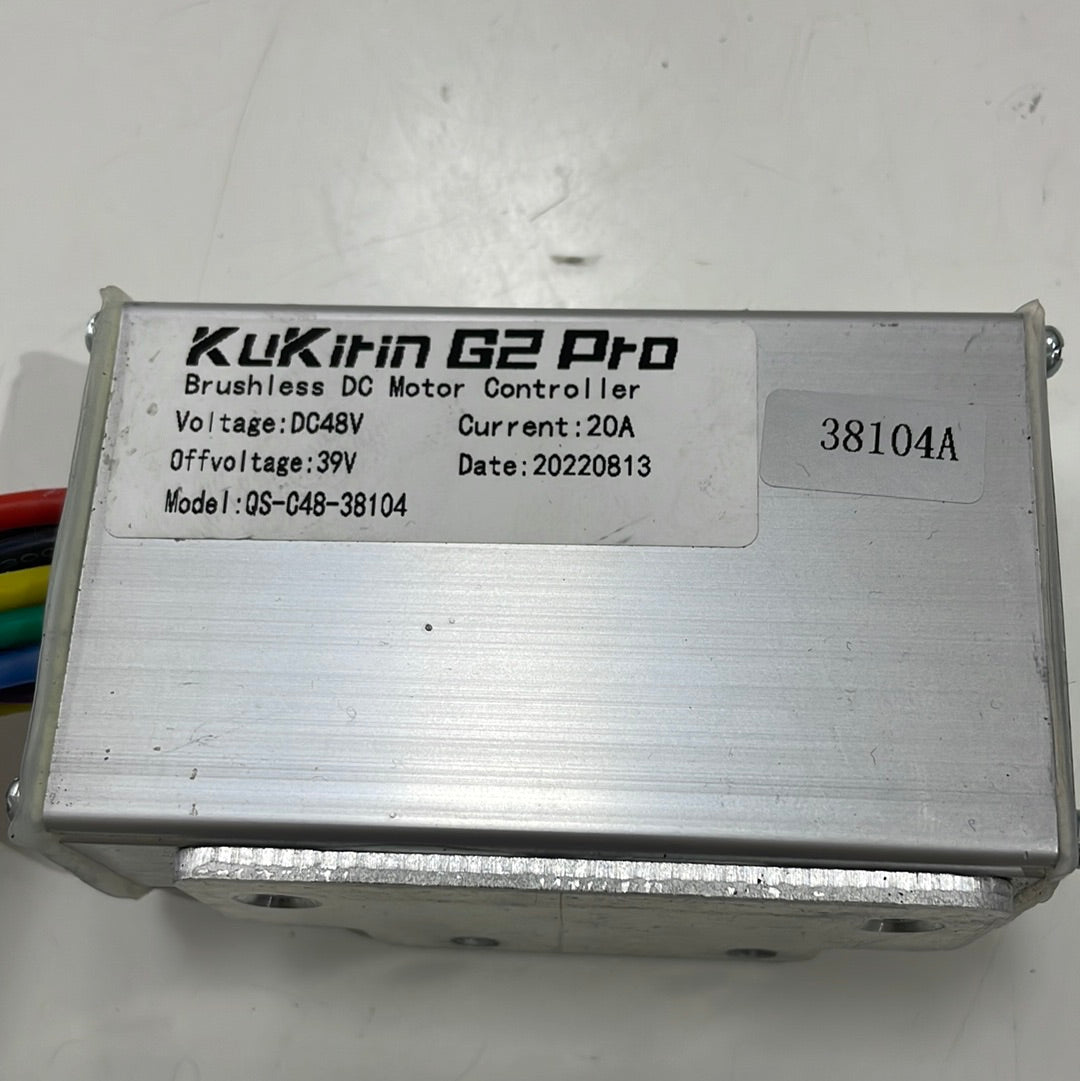 KuKirin G2 Pro
Brushless DC Motor Controller
Voltage:DC48V Current:20A
Offvoltage:39V Date:20220813
Model:QS-C48-38104
38104A